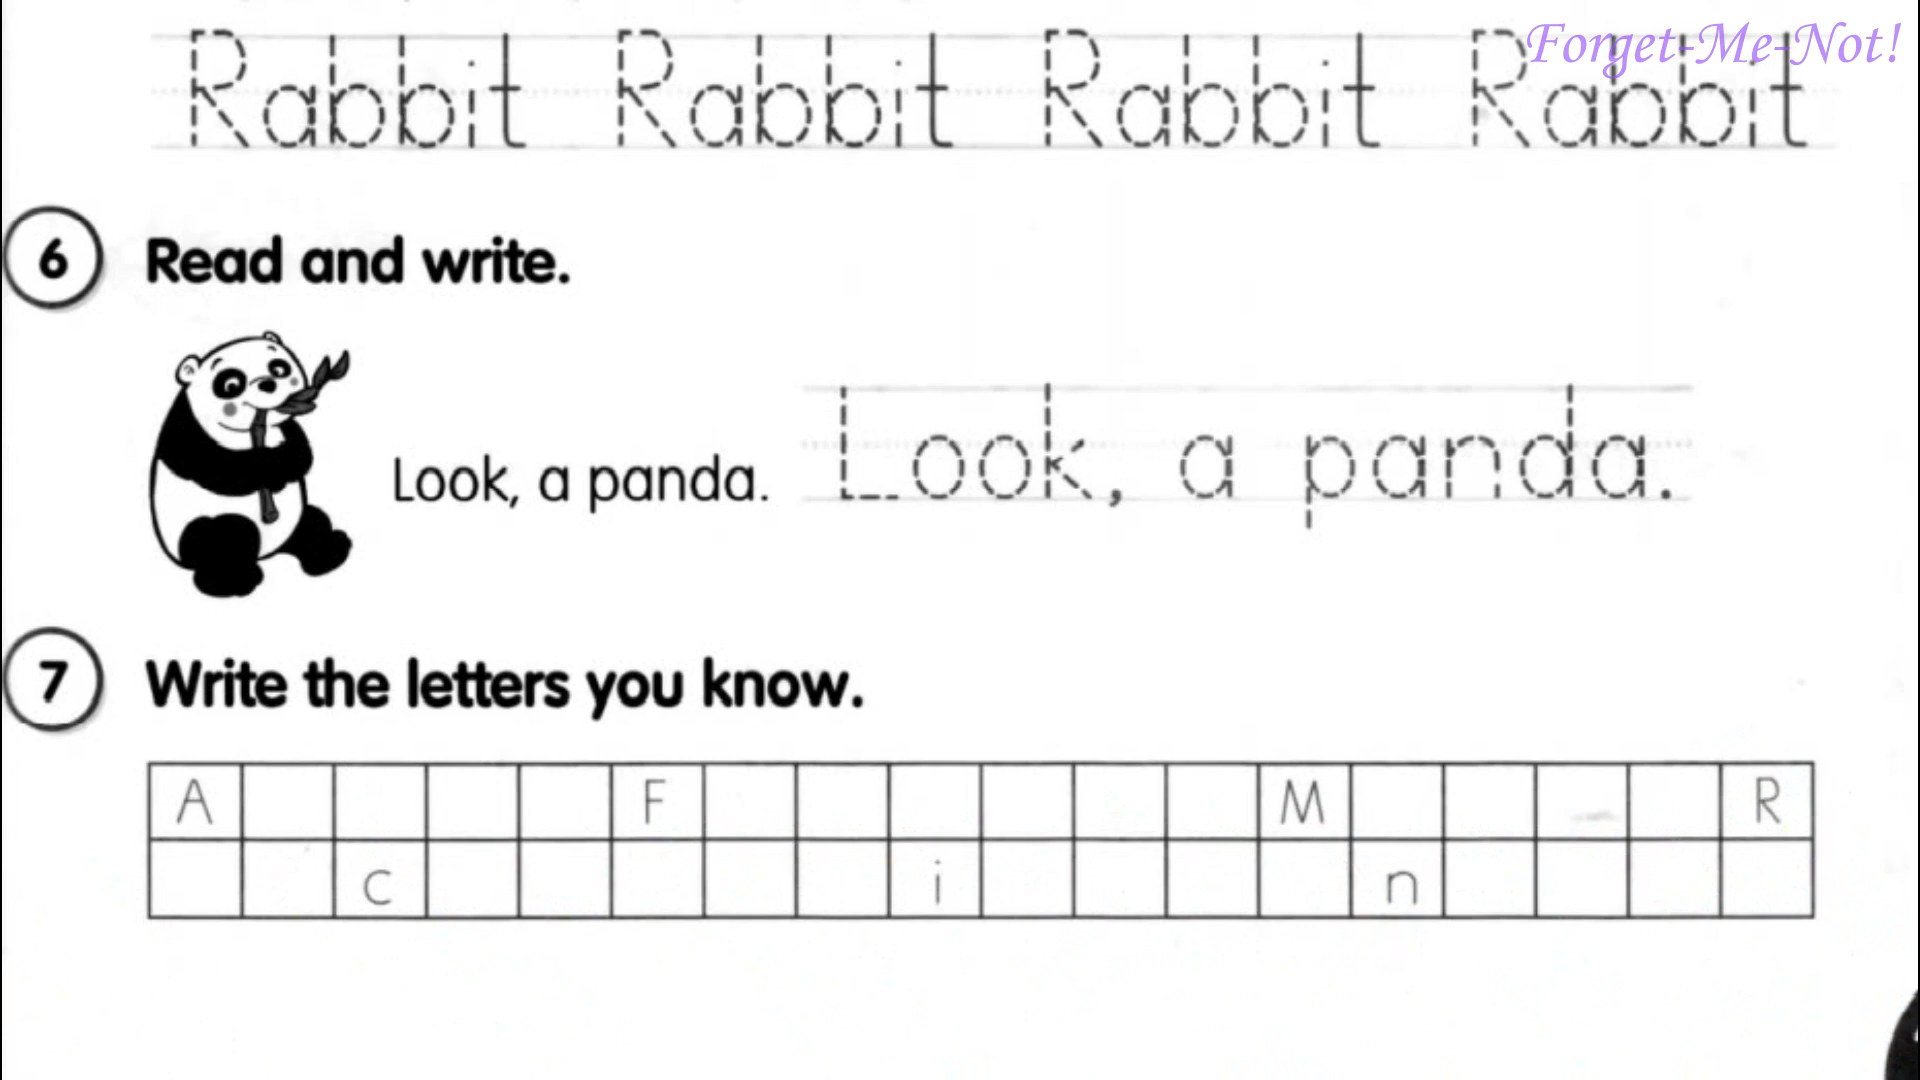 Forget-Me-Not!
Rabbit Rabbit Rabbit Rabbit
6 Read and write.
Look, a panda. Look, a panda.
7 Write the letters you know.
A F M R
c i n